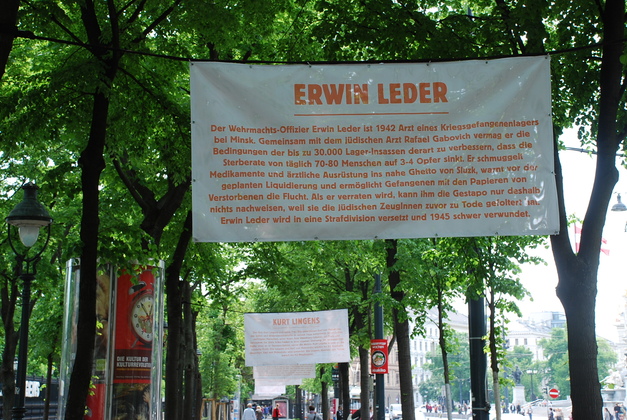 ERWIN LEDER
Der Wehrmachts-Offizier Erwin Leder ist 1942 Arzt eines Kriegsgefangenenlagers
bei Minsk. Gemeinsam mit dem jüdischen Arzt Rafael Gabovich vermag er die
Bedingungen der bis zu 30.000 Lager-Insassen derart zu verbessern, dass die
Sterberate von täglich 70-80 Menschen auf 3-4 Opfer sinkt. Er schmuggelt
Medikamente und ärztliche Ausrüstung ins nahe Ghetto von Sluzk, warnt vor der
geplanten Liquidierung und ermöglicht Gefangenen mit den Papieren von
Verstorbenen die Flucht. Als er verraten wird, kann ihm die Gestapo nur deshalb
nichts nachweisen, weil sie die jüdischen ZeugInnen zuvor zu Tode gefoltert hat.
Erwin Leder wird in eine Strafdivision versetzt und 1945 schwer verwundet.
KURT LINGENS
DIE KULTUR DER
KULTURREVOLUTION